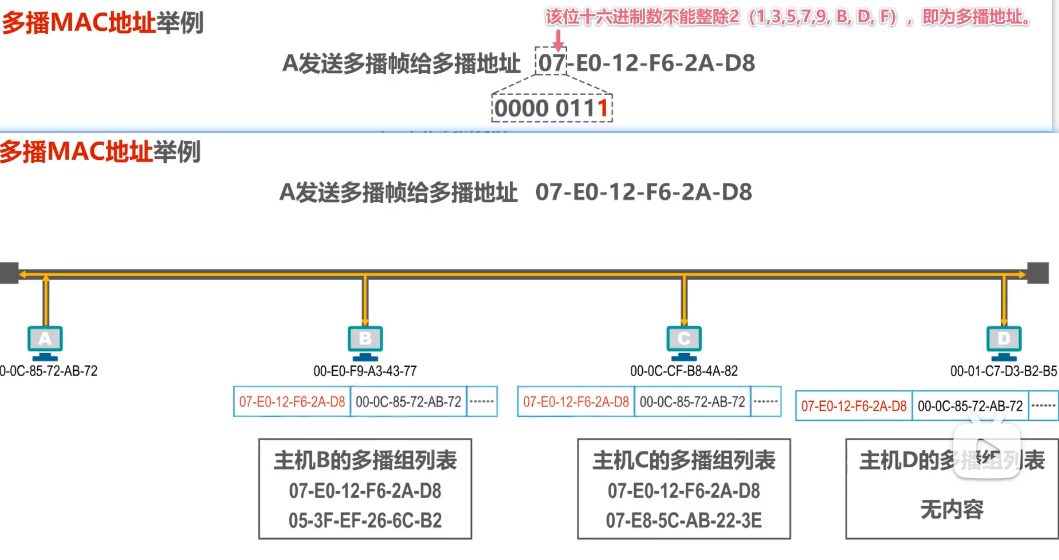 多播MAC地址举例
该位十六进制数不能整除2（1,3,5,7,9, B, D, F），即为多播地址。
A发送多播帧给多播地址 07-E0-12-F6-2A-D8
0000 0111
多播MAC地址举例
A发送多播帧给多播地址 07-E0-12-F6-2A-D8
A B C D
0-0C-85-72-AB-72 00-E0-F9-A3-43-77 00-0C-CF-B8-4A-82 00-01-C7-D3-B2-B5
07-E0-12-F6-2A-D8 00-0C-85-72-AB-72 ······ 07-E0-12-F6-2A-D8 00-0C-85-72-AB-72 ······ 07-E0-12-F6-2A-D8 00-0C-85-72-AB-72 ······
主机B的多播组列表
07-E0-12-F6-2A-D8
05-3F-EF-26-6C-B2
主机C的多播组列表
07-E0-12-F6-2A-D8
07-E8-5C-AB-22-3E
主机D的多播组列表
无内容